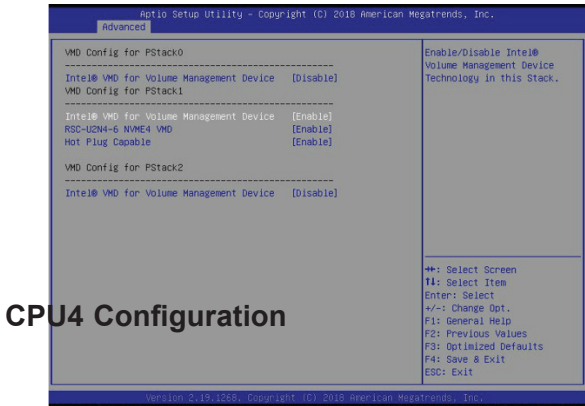 Aptio Setup Utility - Copyright (C) 2018 American Megatrends, Inc.
Advanced
VMD Config for PStack0
--------------------------------------------------
Intel® VMD for Volume Management Device [Disable]
VMD Config for PStack1
--------------------------------------------------
Intel® VMD for Volume Management Device [Enable]
RSC-U2N4-6 NVME4 VMD [Enable]
Hot Plug Capable [Enable]
VMD Config for PStack2
--------------------------------------------------
Intel® VMD for Volume Management Device [Disable]
Enable/Disable Intel®
Volume Management Device
Technology in this Stack.
→←: Select Screen
↑↓: Select Item
Enter: Select
+/-: Change Opt.
F1: General Help
F2: Previous Values
F3: Optimized Defaults
F4: Save & Exit
ESC: Exit
CPU4 Configuration
Version 2.19.1268. Copyright (C) 2018 American Megatrends, Inc.